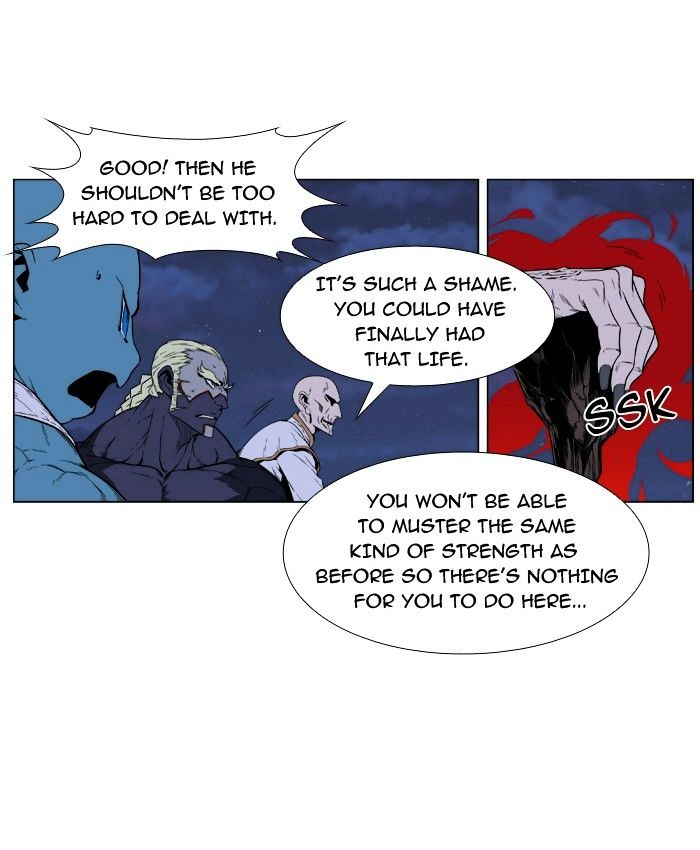 GOOD! THEN HE
SHOULDN'T BE TOO
HARD TO DEAL WITH.
IT'S SUCH A SHAME.
YOU COULD HAVE
FINALLY HAD
THAT LIFE.
SSK
YOU WON'T BE ABLE
TO MUSTER THE SAME
KIND OF STRENGTH AS
BEFORE SO THERE'S NOTHING
FOR YOU TO DO HERE...